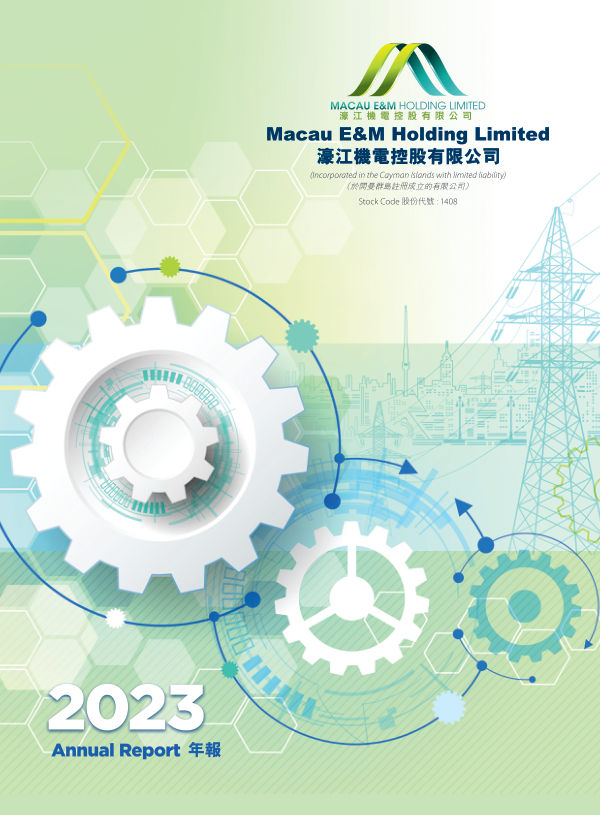 MACAU E&M HOLDING LIMITED
濠江機電控股有限公司
Macau E&M Holding Limited
濠江機電控股有限公司
(Incorporated in the Cayman Islands with limited liability)
（於開曼群島註冊成立的有限公司）
Stock Code 股份代號 : 1408
2023
Annual Report 年報